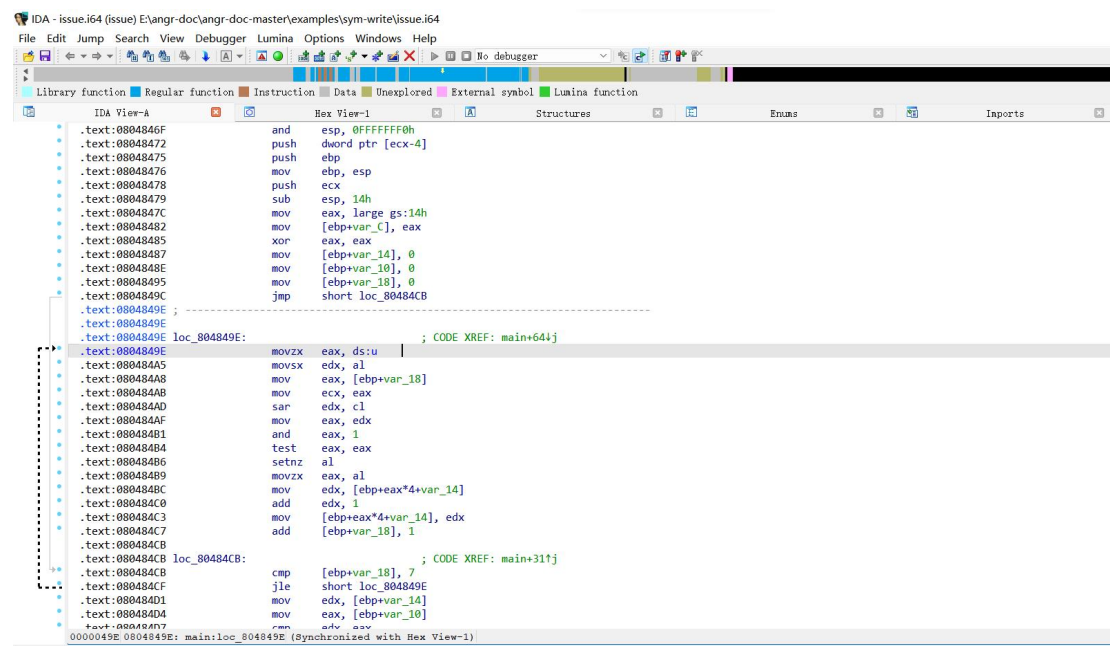 IDA - issue.i64 (issue) E:\angr-doc\angr-doc-master\examples\sym-write\issue.i64
File Edit Jump Search View Debugger Lumina Options Windows Help
No debugger
Library function Regular function Instruction Data Unexplored External symbol Lumina function
IDA View-A Hex View-1 Structures Enums Imports
.text:0804846F and esp, 0FFFFFFF0h
.text:08048472 push dword ptr [ecx-4]
.text:08048475 push ebp
.text:08048476 mov ebp, esp
.text:08048478 push ecx
.text:08048479 sub esp, 14h
.text:0804847C mov eax, large gs:14h
.text:08048482 mov [ebp+var_C], eax
.text:08048485 xor eax, eax
.text:08048487 mov [ebp+var_14], 0
.text:0804848E mov [ebp+var_10], 0
.text:08048495 mov [ebp+var_18], 0
.text:0804849C jmp short loc_80484CB
.text:0804849E ; ---------------------------------------------------------------------------
.text:0804849E
.text:0804849E loc_804849E: ; CODE XREF: main+64↓j
.text:0804849E movzx eax, ds:u
.text:080484A5 movsx edx, al
.text:080484A8 mov eax, [ebp+var_18]
.text:080484AB mov ecx, eax
.text:080484AD sar edx, cl
.text:080484AF mov eax, edx
.text:080484B1 and eax, 1
.text:080484B4 test eax, eax
.text:080484B6 setnz al
.text:080484B9 movzx eax, al
.text:080484BC mov edx, [ebp+eax*4+var_14]
.text:080484C0 add edx, 1
.text:080484C3 mov [ebp+eax*4+var_14], edx
.text:080484C7 add [ebp+var_18], 1
.text:080484CB
.text:080484CB loc_80484CB: ; CODE XREF: main+31↑j
.text:080484CB cmp [ebp+var_18], 7
.text:080484CF jle short loc_804849E
.text:080484D1 mov edx, [ebp+var_14]
.text:080484D4 mov eax, [ebp+var_10]
.text:080484D7 cmp edx, eax
0000049E 0804849E: main:loc_804849E (Synchronized with Hex View-1)